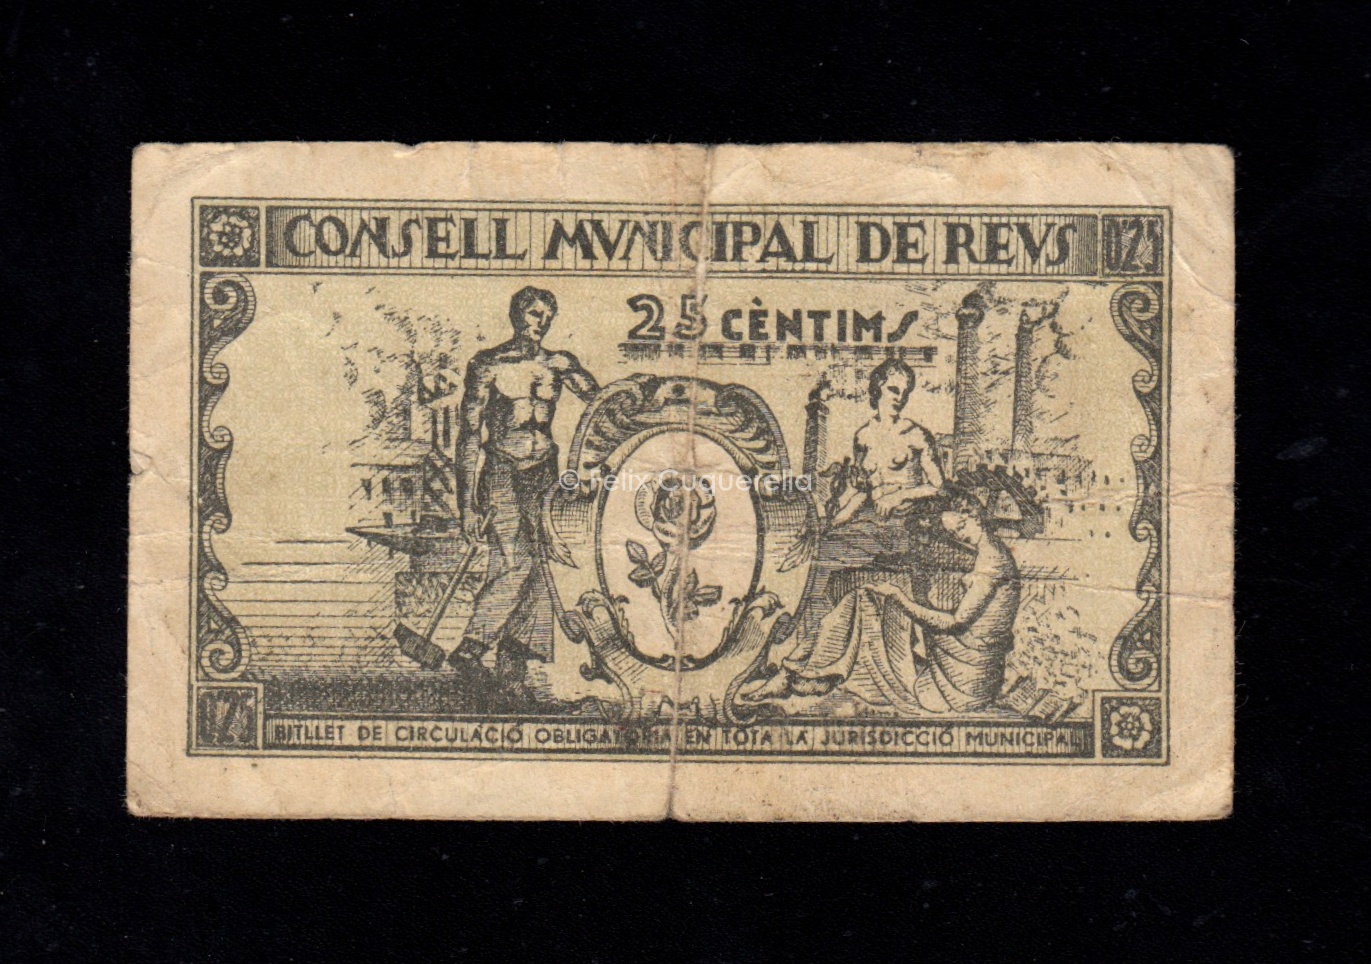 CONSELL MVNICIPAL DE REVS 0'25
25 CÈNTIMS
© felix Cuquerella
0'25 BITLLET DE CIRCULACIÓ OBLIGATORIA EN TOTA LA JURISDICCIÓ MUNICIPAL